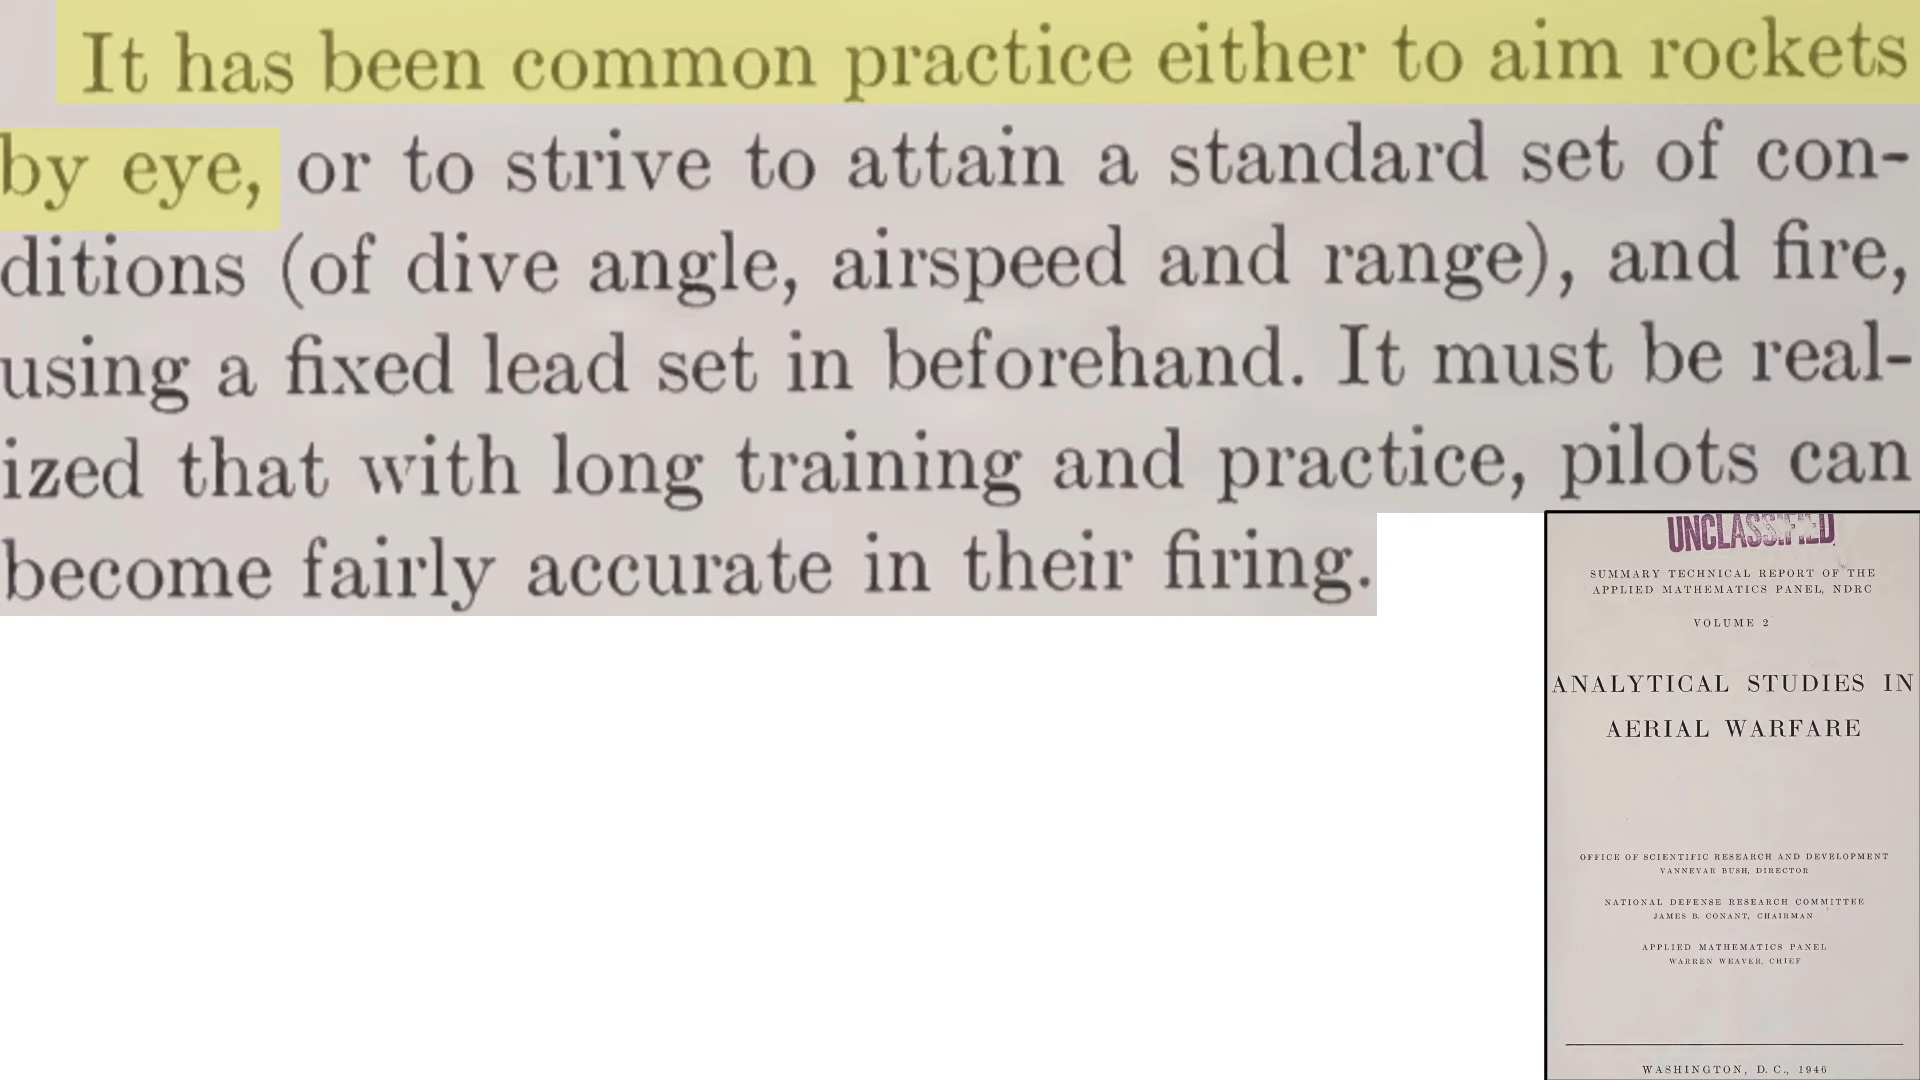 It has been common practice either to aim rockets
by eye, or to strive to attain a standard set of con-
ditions (of dive angle, airspeed and range), and fire,
using a fixed lead set in beforehand. It must be real-
ized that with long training and practice, pilots can
become fairly accurate in their firing.
UNCLASSIFIED
SUMMARY TECHNICAL REPORT OF THE
APPLIED MATHEMATICS PANEL, NDRC
VOLUME 2
ANALYTICAL STUDIES IN
AERIAL WARFARE
OFFICE OF SCIENTIFIC RESEARCH AND DEVELOPMENT
VANNEVAR BUSH, DIRECTOR
NATIONAL DEFENSE RESEARCH COMMITTEE
JAMES B. CONANT, CHAIRMAN
APPLIED MATHEMATICS PANEL
WARREN WEAVER, CHIEF
WASHINGTON, D. C., 1946